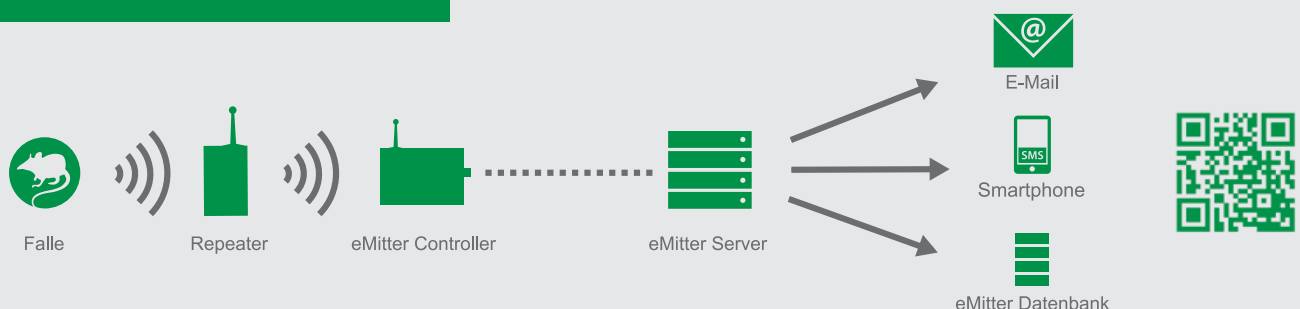 @
E-Mail
SMS
Smartphone
Falle
Repeater
eMitter Controller
eMitter Server
eMitter Datenbank